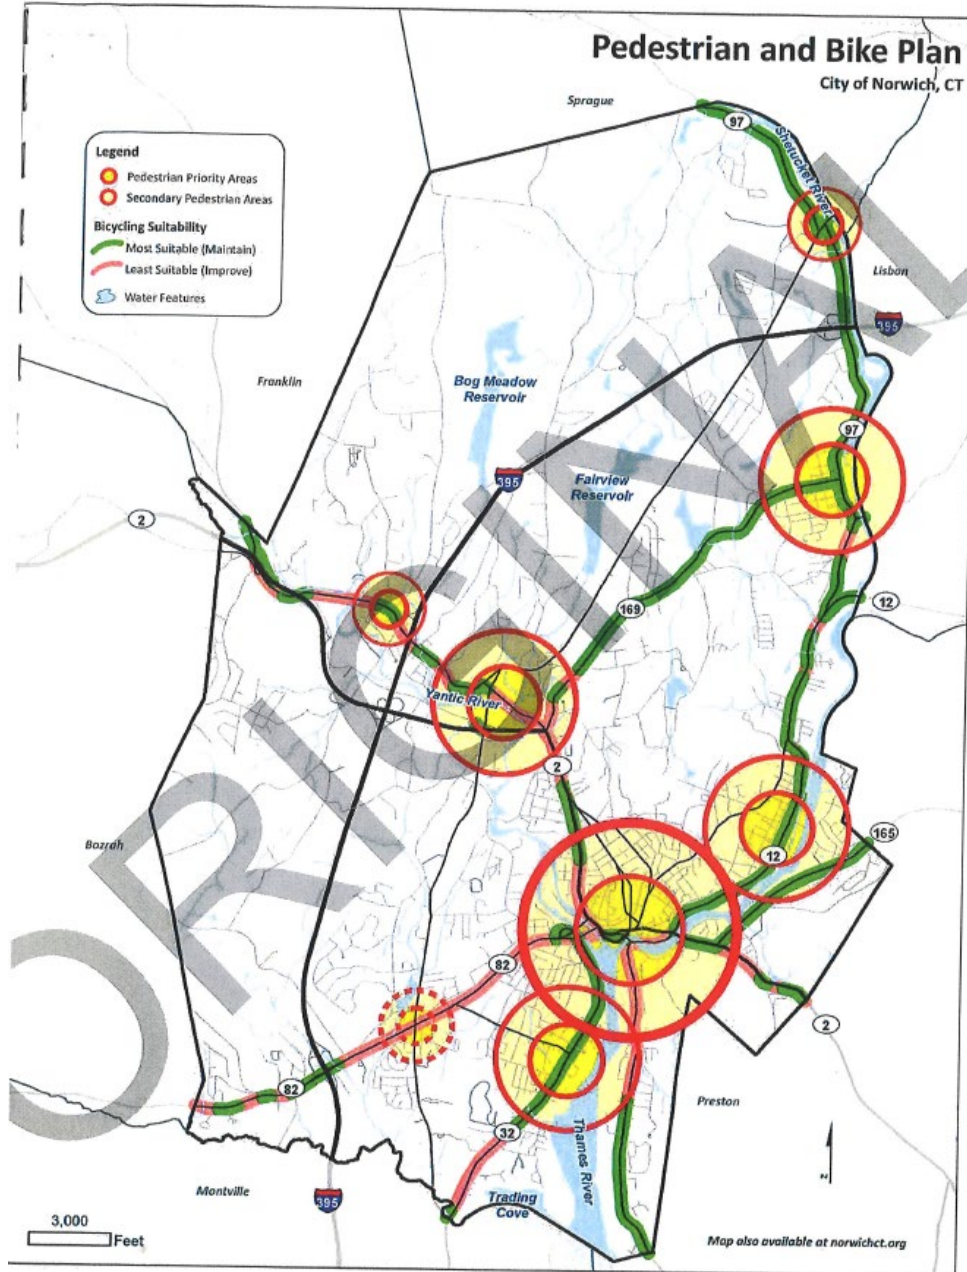 Pedestrian and Bike Plan
City of Norwich, CT
Sprague
97
Shetucket River
Legend
Pedestrian Priority Areas
Secondary Pedestrian Areas
Bicycling Suitability
Most Suitable (Maintain)
Least Suitable (Improve)
Water Features
Lisbon
395
Franklin
Bog Meadow
Reservoir
97
395
Fairview
Reservoir
2
169
12
Yantic River
2
165
Bozrah
12
82
2
82
Preston
32
Thames River
z
Montville
395
Trading
Cove
3,000
Feet
Map also available at norwichct.org
ORIGINAL